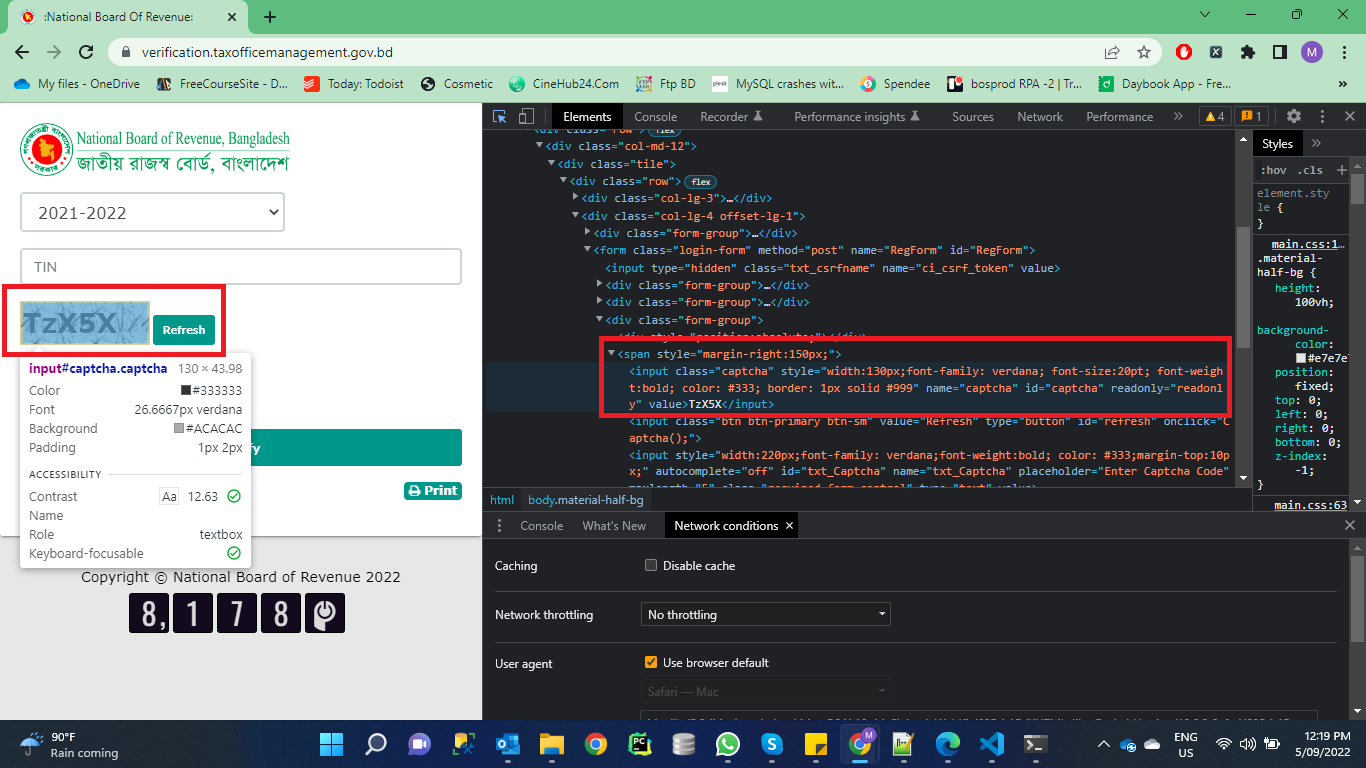 :National Board Of Revenue:
verification.taxofficemanagement.gov.bd
M
My files - OneDrive
FreeCourseSite - D...
Today: Todoist
Cosmetic
CineHub24.Com
Ftp BD
MySQL crashes wit...
Spendee
bosprod RPA -2 | Tr...
Daybook App - Fre...
National Board of Revenue, Bangladesh
জাতীয় রাজস্ব বোর্ড, বাংলাদেশ
2021-2022
TIN
TzX5X
Refresh
input#captcha.captcha 130 × 43.98
Color #333333
Font 26.6667px verdana
Background #ACACAC
Padding 1px 2px
ACCESSIBILITY
Contrast Aa 12.63
Name
Role textbox
Keyboard-focusable
Print
Copyright © National Board of Revenue 2022
8,178
Elements Console Recorder Performance insights Sources Network Performance » 4 1
<div class="col-md-12">
<div class="tile">
<div class="row"> flex
<div class="col-lg-3">…</div>
<div class="col-lg-4 offset-lg-1">
<div class="form-group">…</div>
<form class="login-form" method="post" name="RegForm" id="RegForm">
<input type="hidden" class="txt_csrfname" name="ci_csrf_token" value>
<div class="form-group">…</div>
<div class="form-group">…</div>
<div class="form-group">
<span style="margin-right:150px;">
<input class="captcha" style="width:130px;font-family: verdana; font-size:20pt; font-weigh
t:bold; color: #333; border: 1px solid #999" name="captcha" id="captcha" readonly="readonl
y" value>TzX5X</input>
<input class="btn btn-primary btn-sm" value="Refresh" type="button" id="refresh" onclick="C
aptcha();">
<input style="width:220px;font-family: verdana;font-weight:bold; color: #333;margin-top:10p
x;" autocomplete="off" id="txt_Captcha" name="txt_Captcha" placeholder="Enter Captcha Code"
html body.material-half-bg
Styles »
:hov .cls +
element.sty
le {
}
main.css:1…
.material-
half-bg {
height:
100vh;
background-
color:
#e7e7e7
position:
fixed;
top: 0;
left: 0;
right: 0;
bottom: 0;
z-index:
-1;
}
main.css:63
Console What's New Network conditions ×
Caching Disable cache
Network throttling No throttling
User agent Use browser default
Safari — Mac
90°F
Rain coming
M
ENG
US
12:19 PM
5/09/2022